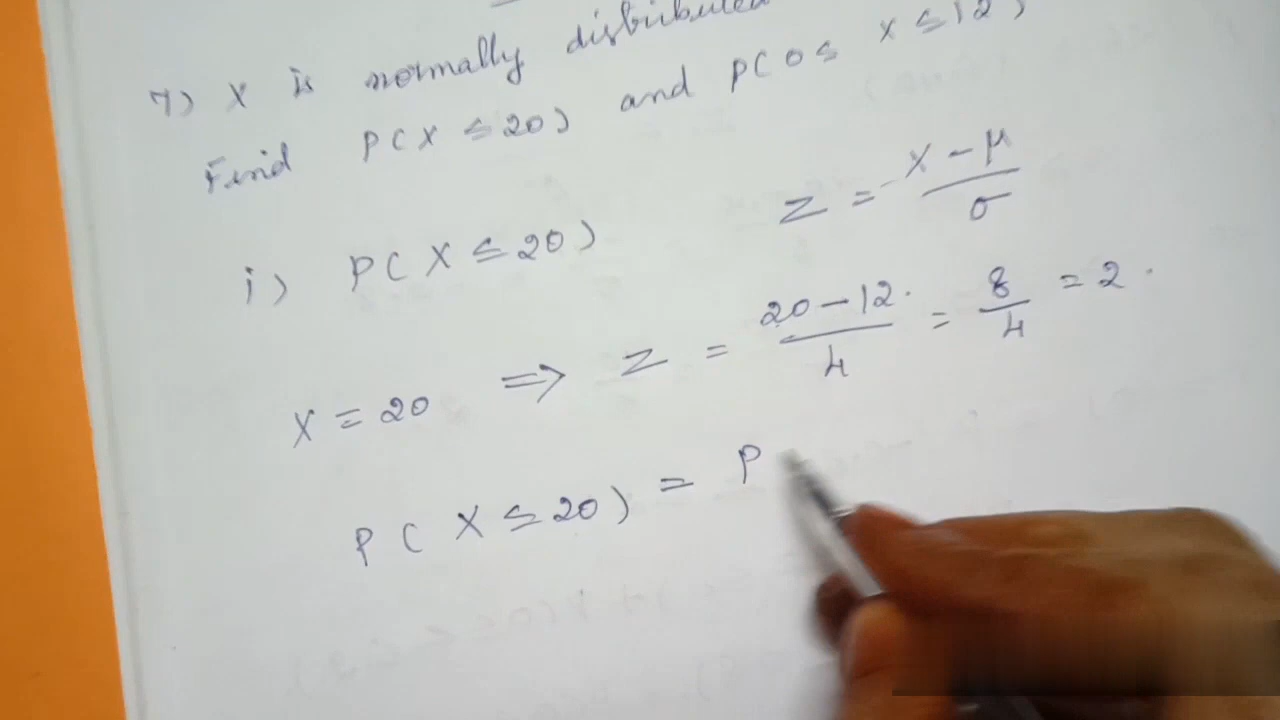 7) X is normally distributed
Find P(X ≤ 20) and P(0 ≤ x ≤ 12)
i) P(X ≤ 20)
Z = X - μ / σ
X = 20 ⇒ Z = 20 - 12 / 4 = 8 / 4 = 2.
P(X ≤ 20) = P